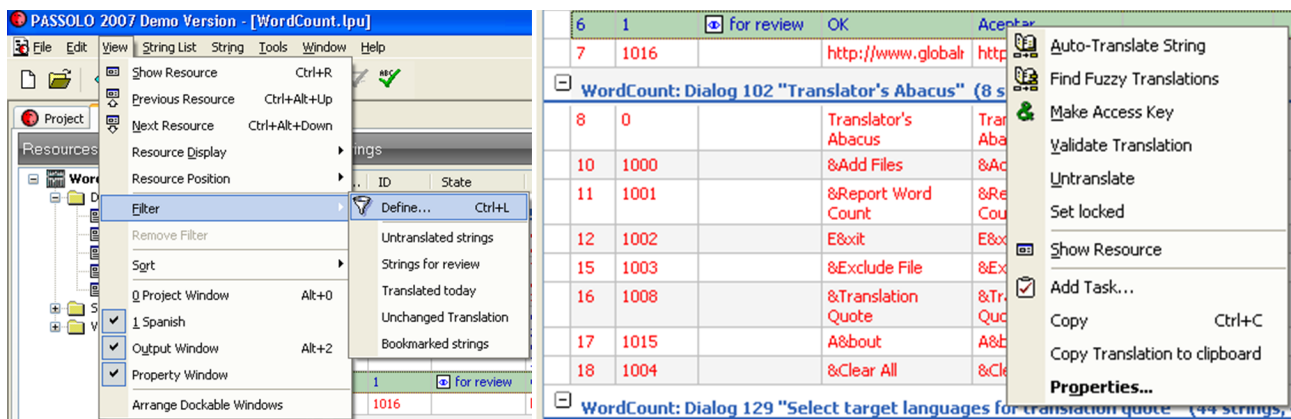 PASSOLO 2007 Demo Version - [WordCount.lpu]
File Edit View String List String Tools Window Help
Show Resource Ctrl+R
Previous Resource Ctrl+Alt+Up
Next Resource Ctrl+Alt+Down
Resource Display
Resource Position
Filter
Remove Filter
Sort
0 Project Window Alt+0
1 Spanish
Output Window Alt+2
Property Window
Arrange Dockable Windows
Project
Resources
ID State
Define... Ctrl+L
Untranslated strings
Strings for review
Translated today
Unchanged Translation
Bookmarked strings
1 for review
1016
6 1 for review OK Aceptar
7 1016
WordCount: Dialog 102 "Translator's Abacus" (8 s
8 0 Translator's
Abacus
10 1000 &Add Files
11 1001 &Report Word
Count
12 1002 E&xit
15 1003 &Exclude File
16 1008 &Translation
Quote
17 1015 A&bout
18 1004 &Clear All
WordCount: Dialog 129 "Select target languages for translation quote" (44 strings,
Auto-Translate String
Find Fuzzy Translations
Make Access Key
Validate Translation
Untranslate
Set locked
Show Resource
Add Task...
Copy Ctrl+C
Copy Translation to clipboard
Properties...